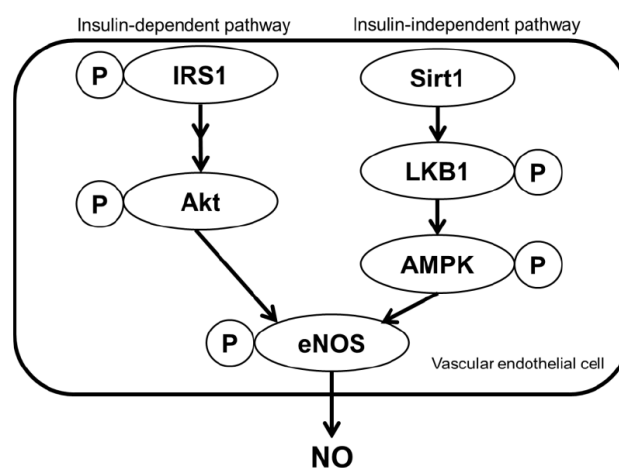 Insulin-dependent pathway
Insulin-independent pathway
P
IRS1
Sirt1
LKB1
P
P
Akt
AMPK
P
P
eNOS
Vascular endothelial cell
NO